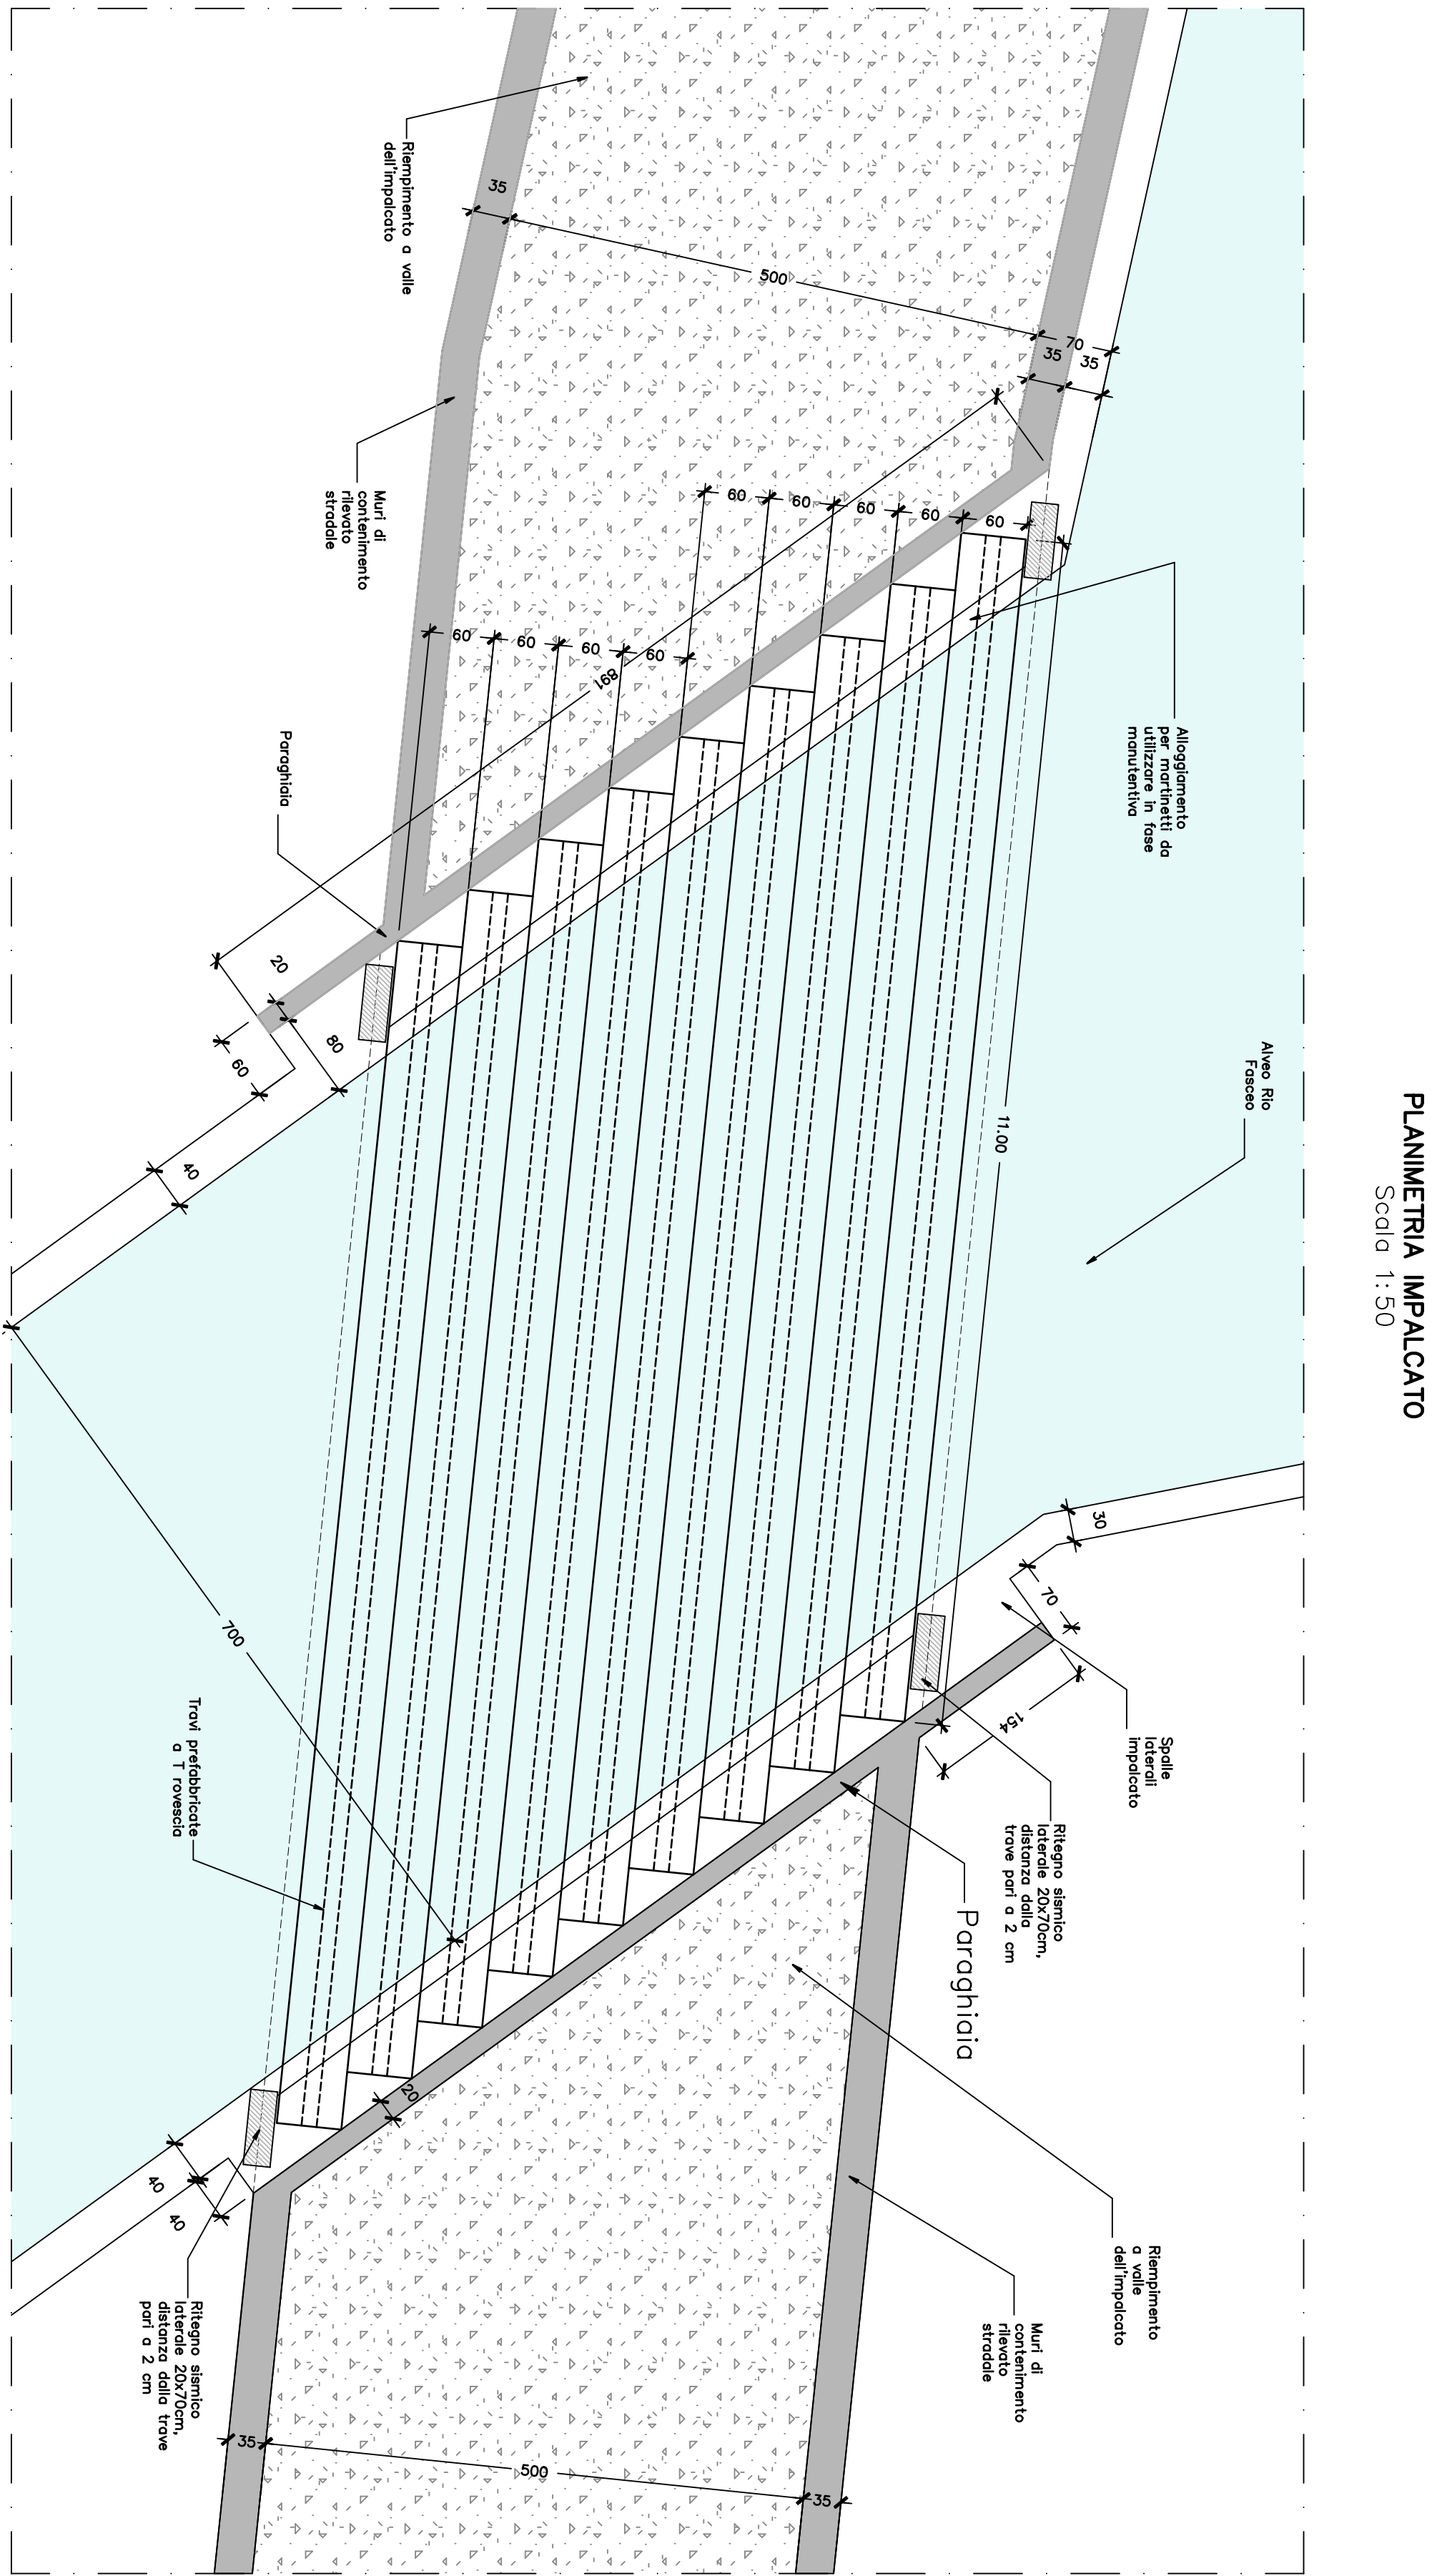 PLANIMETRIA IMPALCATO
Scala 1:50
Riempimento a valle
dell'impalcato
35
500
70
35
35
Muri di
contenimento
rilevato
stradale
60
60
60
60
60
60
60
60
60
891
Alloggiamento
per martinetti da
utilizzare in fase
manutentiva
Paraghiaia
20
80
60
40
Alveo Rio
Fasceo
11.00
30
70
154
700
Spalle
laterali
impalcato
Travi prefabbricate
a T rovescia
Ritegno sismico
laterale 20x70cm,
distanza dalla
trave pari a 2 cm
Paraghiaia
20
40
40
Riempimento
a valle
dell'impalcato
Muri di
contenimento
rilevato
stradale
Ritegno sismico
laterale 20x70cm,
distanza dalla trave
pari a 2 cm
35
500
35